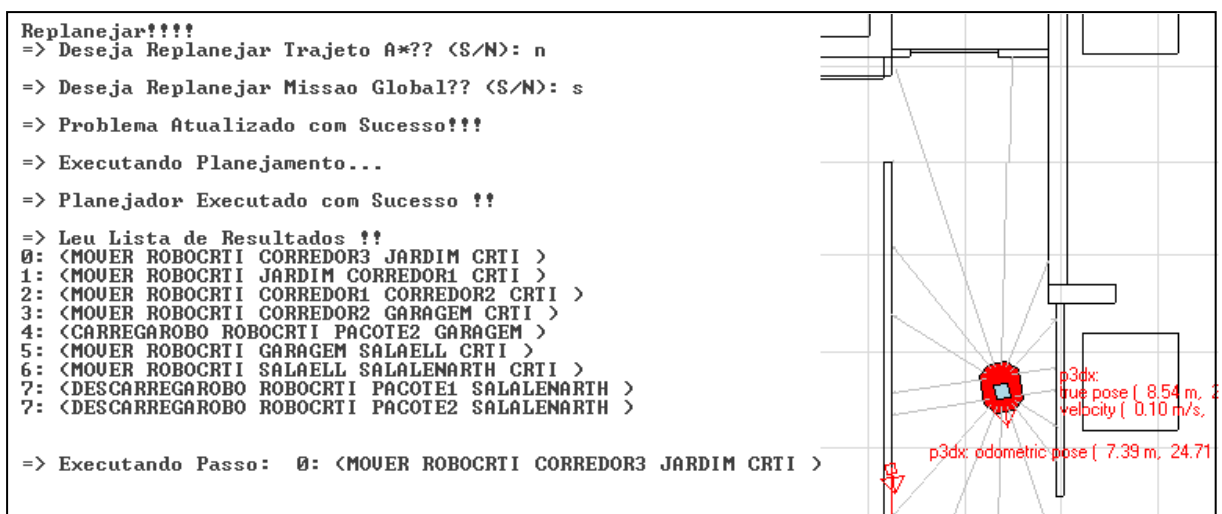 Replanejar!!!!
=> Deseja Replanejar Trajeto A*?? (S/N): n
=> Deseja Replanejar Missao Global?? (S/N): s
=> Problema Atualizado com Sucesso!!!
=> Executando Planejamento...
=> Planejador Executado com Sucesso !!
=> Leu Lista de Resultados !!
0: (MOVER ROBOCRTI CORREDOR3 JARDIM CRTI )
1: (MOVER ROBOCRTI JARDIM CORREDOR1 CRTI )
2: (MOVER ROBOCRTI CORREDOR1 CORREDOR2 CRTI )
3: (MOVER ROBOCRTI CORREDOR2 GARAGEM CRTI )
4: (CARREGAROBO ROBOCRTI PACOTE2 GARAGEM )
5: (MOVER ROBOCRTI GARAGEM SALAELL CRTI )
6: (MOVER ROBOCRTI SALAELL SALALENARTH CRTI )
7: (DESCARREGAROBO ROBOCRTI PACOTE1 SALALENARTH )
7: (DESCARREGAROBO ROBOCRTI PACOTE2 SALALENARTH )
=> Executando Passo: 0: (MOVER ROBOCRTI CORREDOR3 JARDIM CRTI )
p3dx:
true pose ( 8.54 m, 2
velocity ( 0.10 m/s,
p3dx: odometric pose ( 7.39 m, 24.71